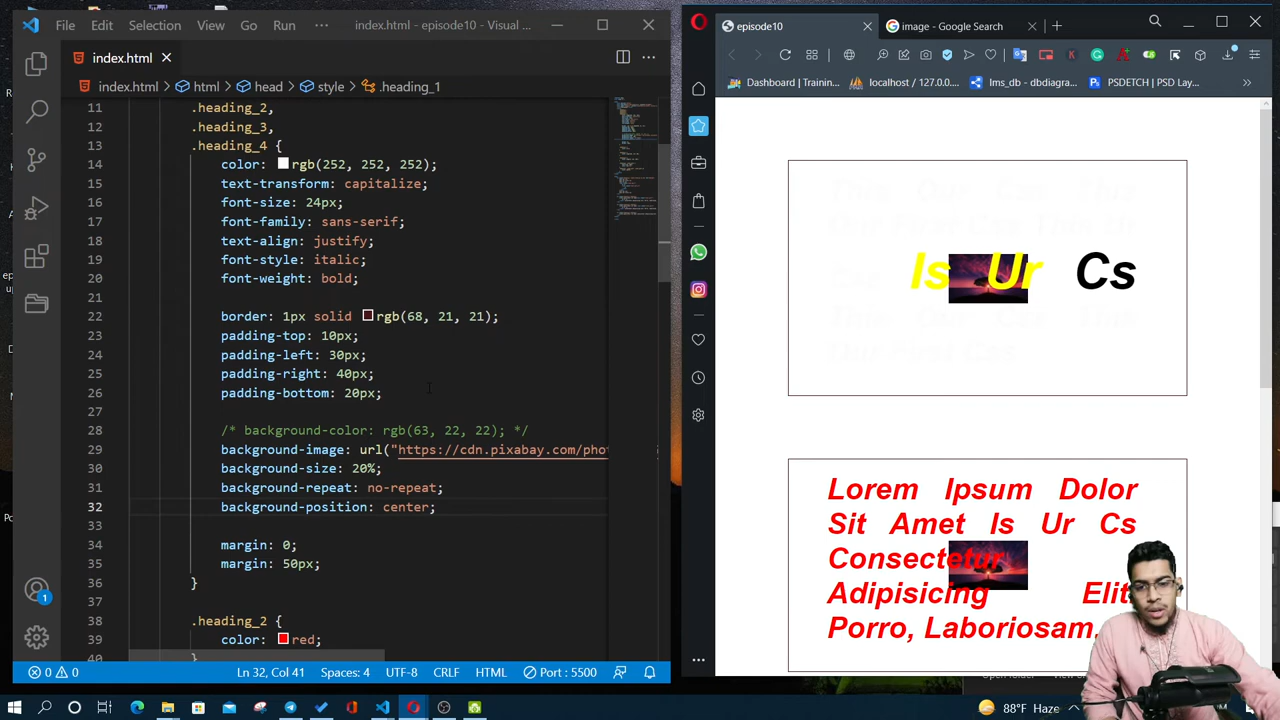 File Edit Selection View Go Run ... index.html - episode10 - Visual ...
index.html
index.html > html > head > style > .heading_1
11 .heading_2,
12 .heading_3,
13 .heading_4 {
14 color: rgb(252, 252, 252);
15 text-transform: capitalize;
16 font-size: 24px;
17 font-family: sans-serif;
18 text-align: justify;
19 font-style: italic;
20 font-weight: bold;
21
22 border: 1px solid rgb(68, 21, 21);
23 padding-top: 10px;
24 padding-left: 30px;
25 padding-right: 40px;
26 padding-bottom: 20px;
27
28 /* background-color: rgb(63, 22, 22); */
29 background-image: url("https://cdn.pixabay.com/phot
30 background-size: 20%;
31 background-repeat: no-repeat;
32 background-position: center;
33
34 margin: 0;
35 margin: 50px;
36 }
37
38 .heading_2 {
39 color: red;
40 }
0 0 Ln 32, Col 41 Spaces: 4 UTF-8 CRLF HTML Port : 5500
episode10
image - Google Search
Dashboard | Trainin...
localhost / 127.0.0....
lms_db - dbdiagra...
PSDETCH | PSD Lay...
Is Ur Cs
Lorem Ipsum Dolor
Sit Amet Is Ur Cs
Consectetur
Adipisicing Elit.
Porro, Laboriosam,
88°F Haze